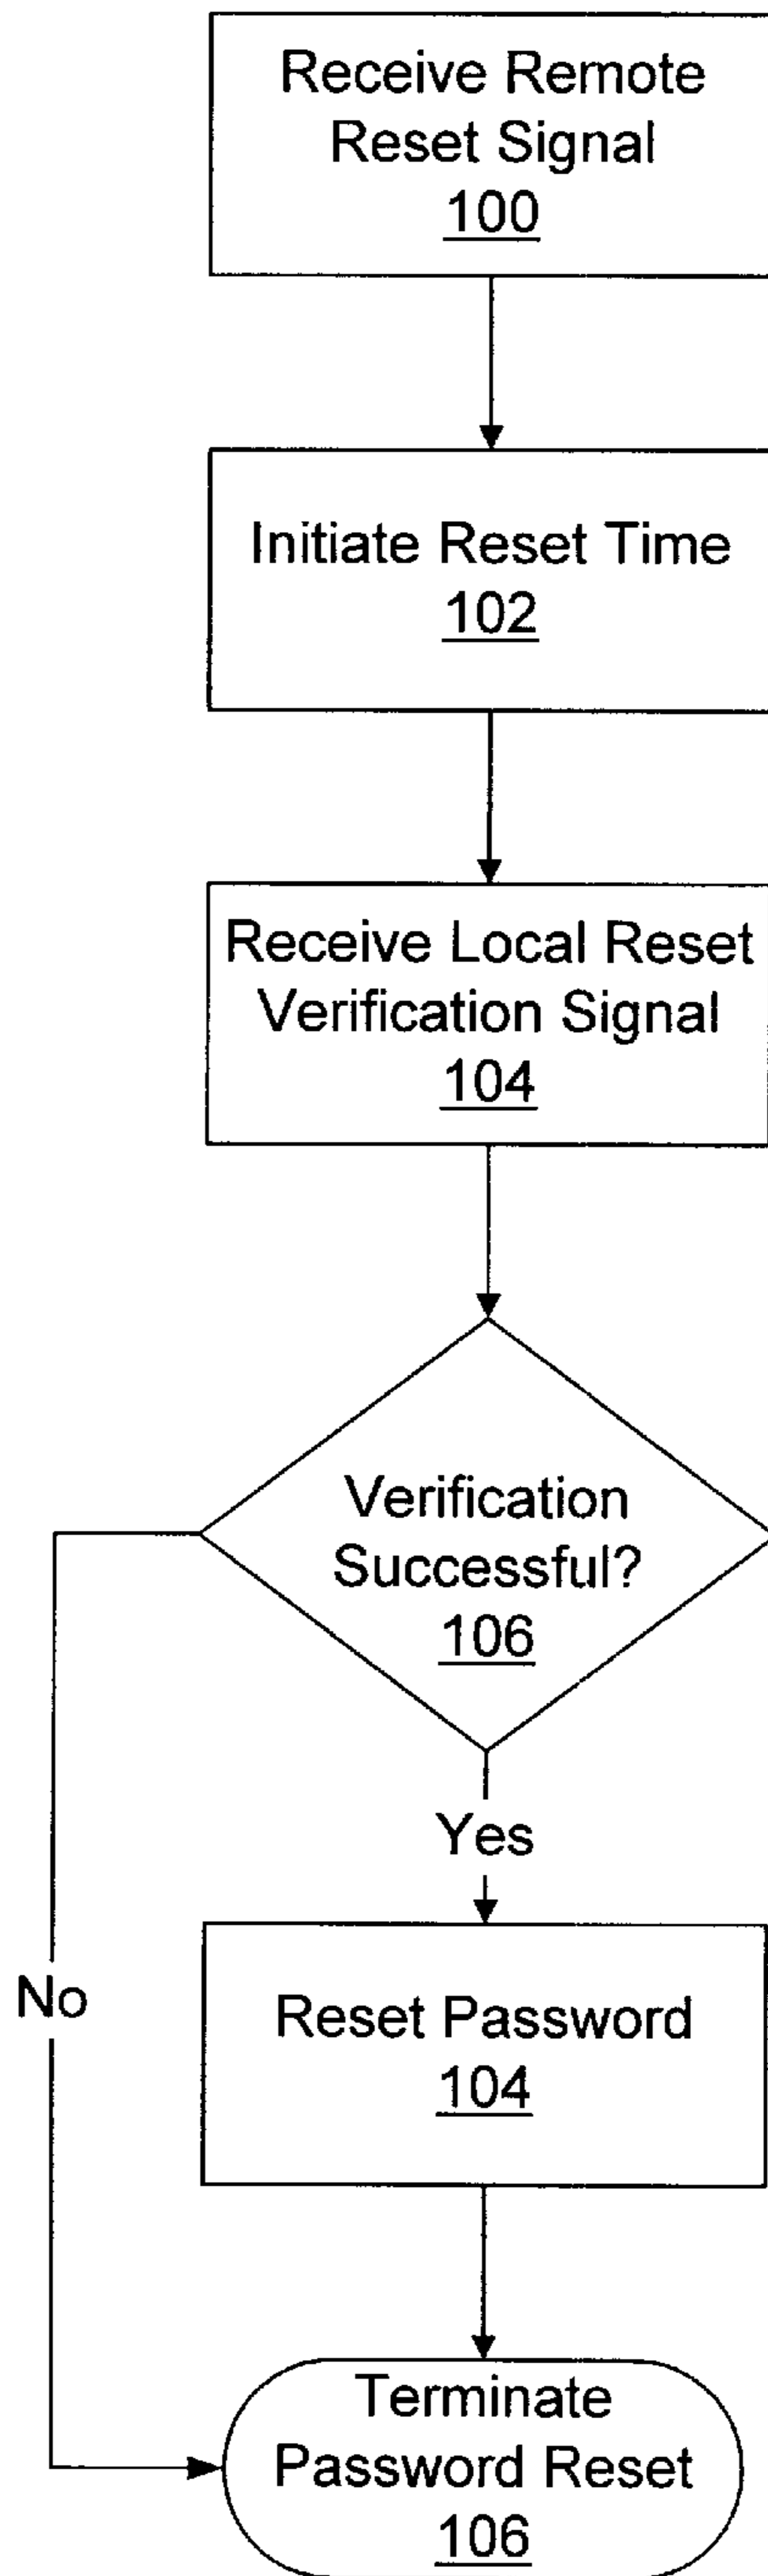 Receive Remote
Reset Signal
100
Initiate Reset Time
102
Receive Local Reset
Verification Signal
104
Verification
Successful?
106
Yes
No
Reset Password
104
Terminate
Password Reset
106